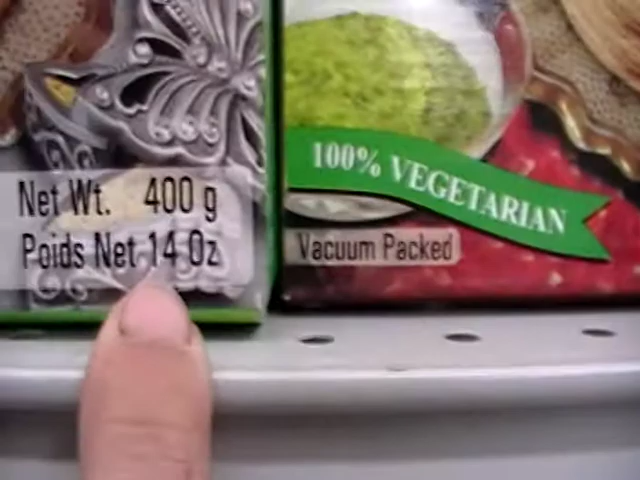 Net Wt. 400 g
Poids Net 14 Oz
100% VEGETARIAN
Vacuum Packed